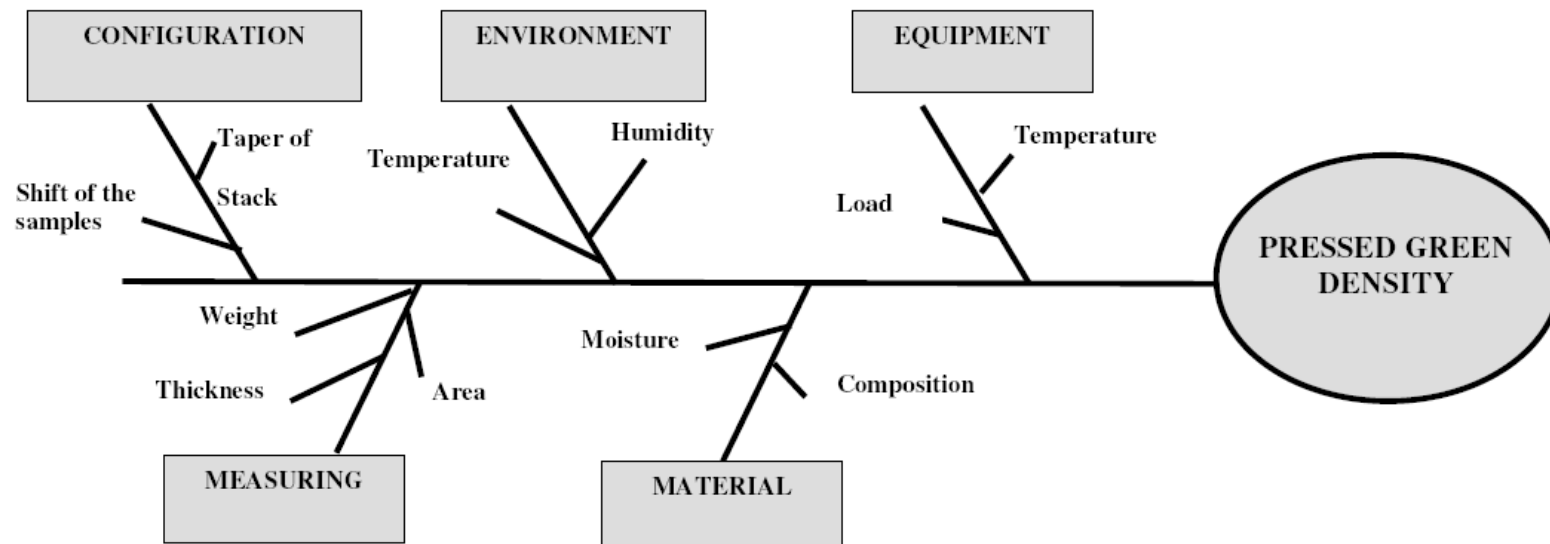 CONFIGURATION
ENVIRONMENT
EQUIPMENT
Taper of
Stack
Shift of the
samples
Temperature
Humidity
Temperature
Load
PRESSED GREEN
DENSITY
Weight
Thickness
Area
Moisture
Composition
MEASURING
MATERIAL